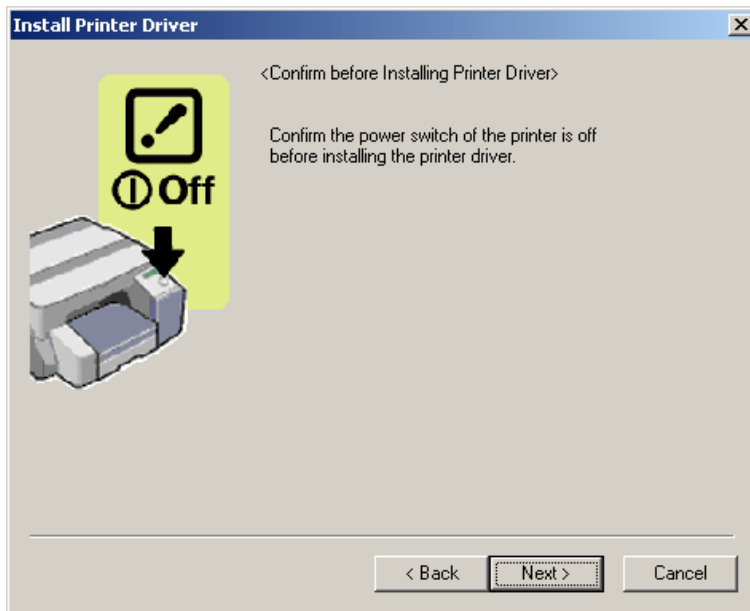 Install Printer Driver
<Confirm before Installing Printer Driver>
Confirm the power switch of the printer is off
before installing the printer driver.
Off
< Back
Next >
Cancel